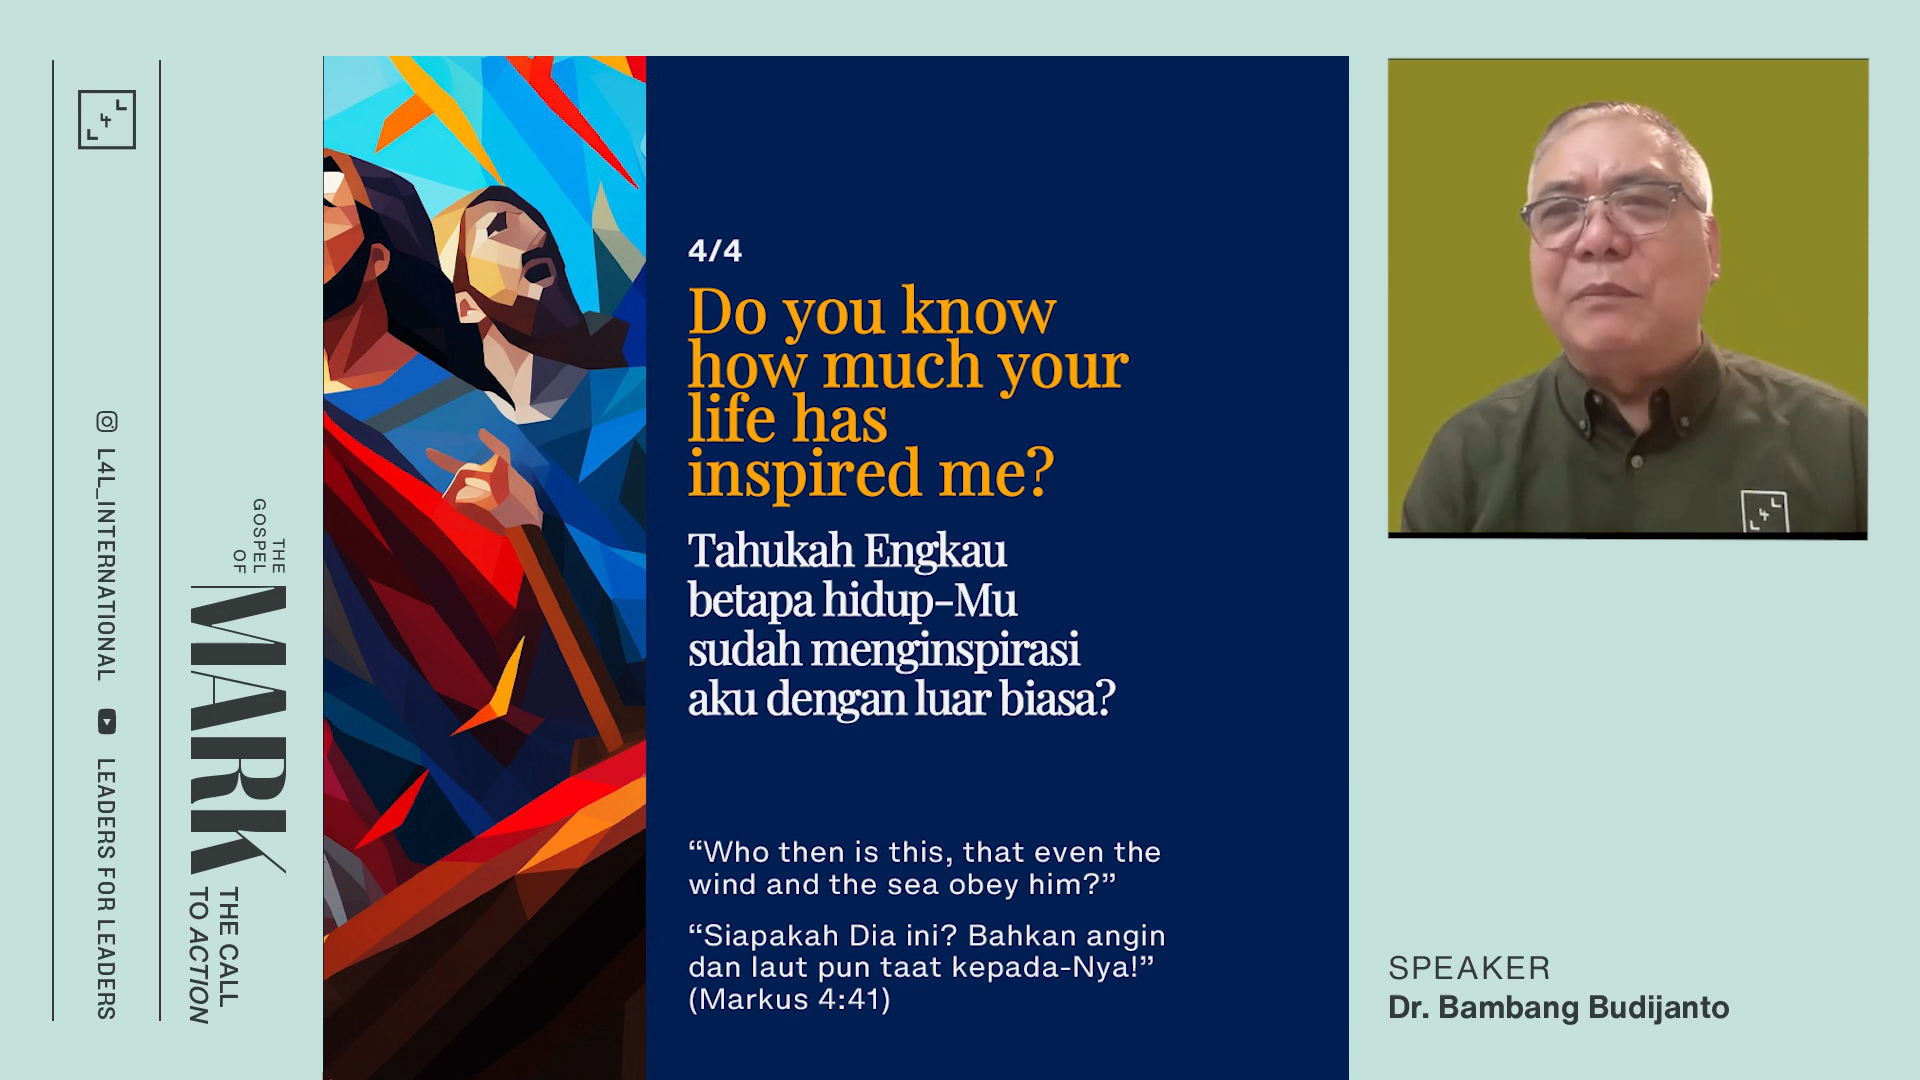 L4L_INTERNATIONAL
LEADERS FOR LEADERS
THE
GOSPEL
OF
MARK
THE CALL
TO ACTION
4/4
Do you know
how much your
life has
inspired me?
Tahukah Engkau
betapa hidup-Mu
sudah menginspirasi
aku dengan luar biasa?
“Who then is this, that even the
wind and the sea obey him?”
“Siapakah Dia ini? Bahkan angin
dan laut pun taat kepada-Nya!”
(Markus 4:41)
SPEAKER
Dr. Bambang Budijanto